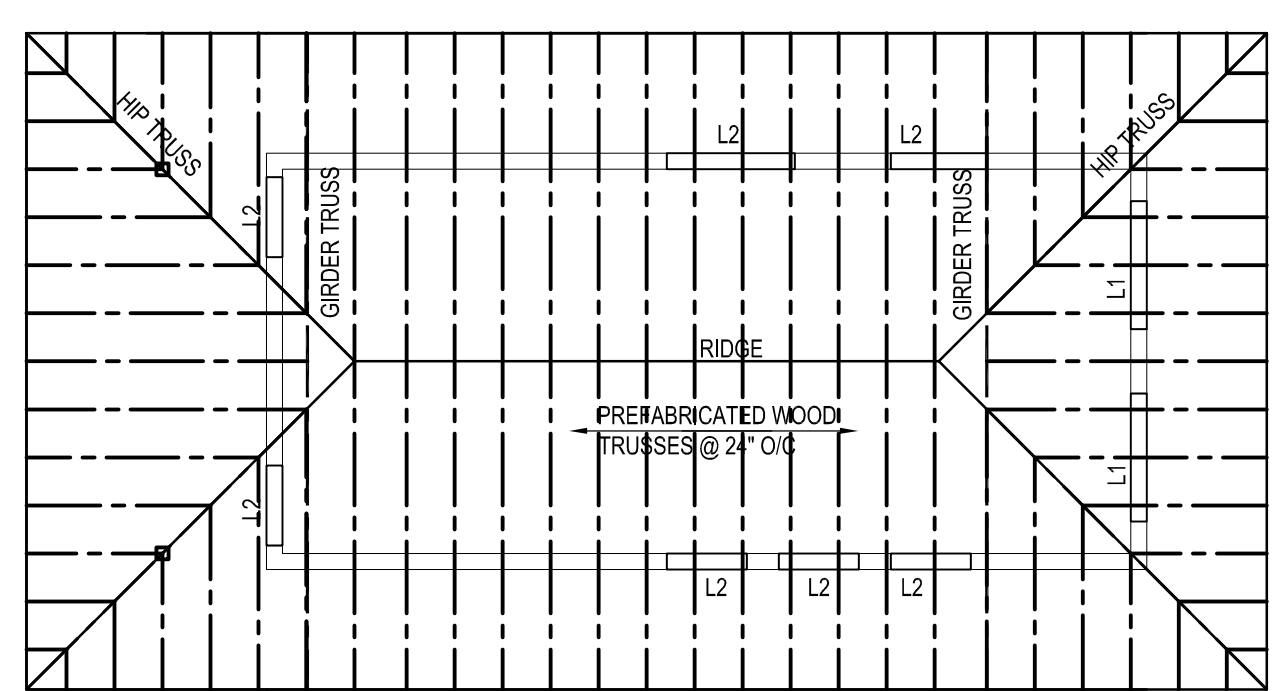 HIP TRUSS
HIP TRUSS
L2
L2
L2
GIRDER TRUSS
GIRDER TRUSS
L1
RIDGE
PREFABRICATED WOOD
TRUSSES @ 24" O/C
L1
L2
L2
L2
L2